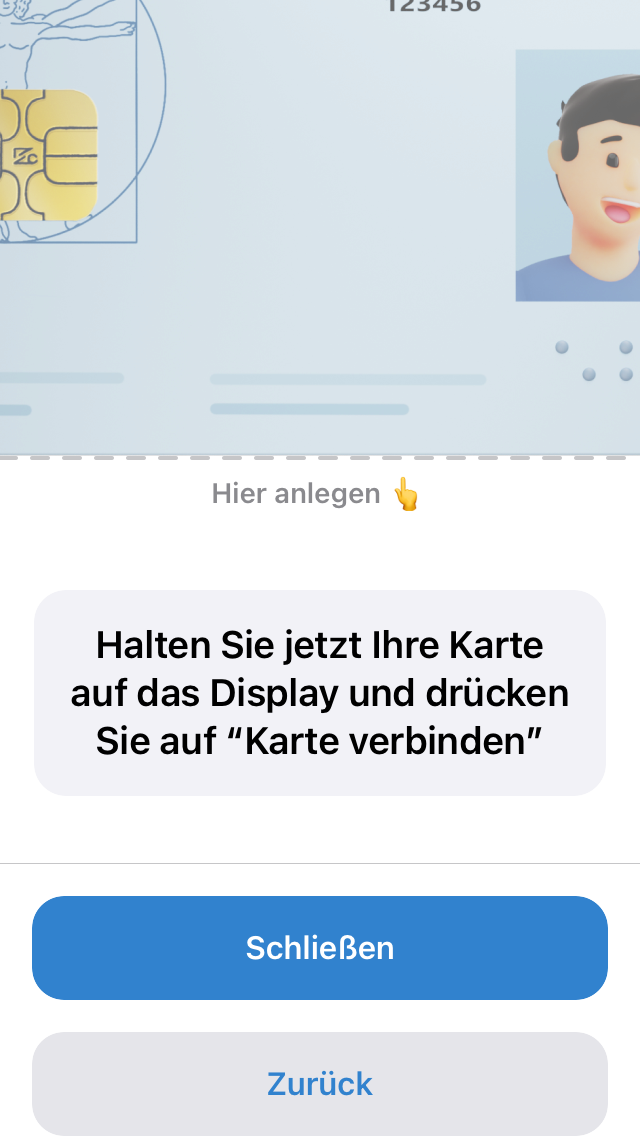 123456
Hier anlegen 👆
Halten Sie jetzt Ihre Karte
auf das Display und drücken
Sie auf “Karte verbinden”
Schließen
Zurück